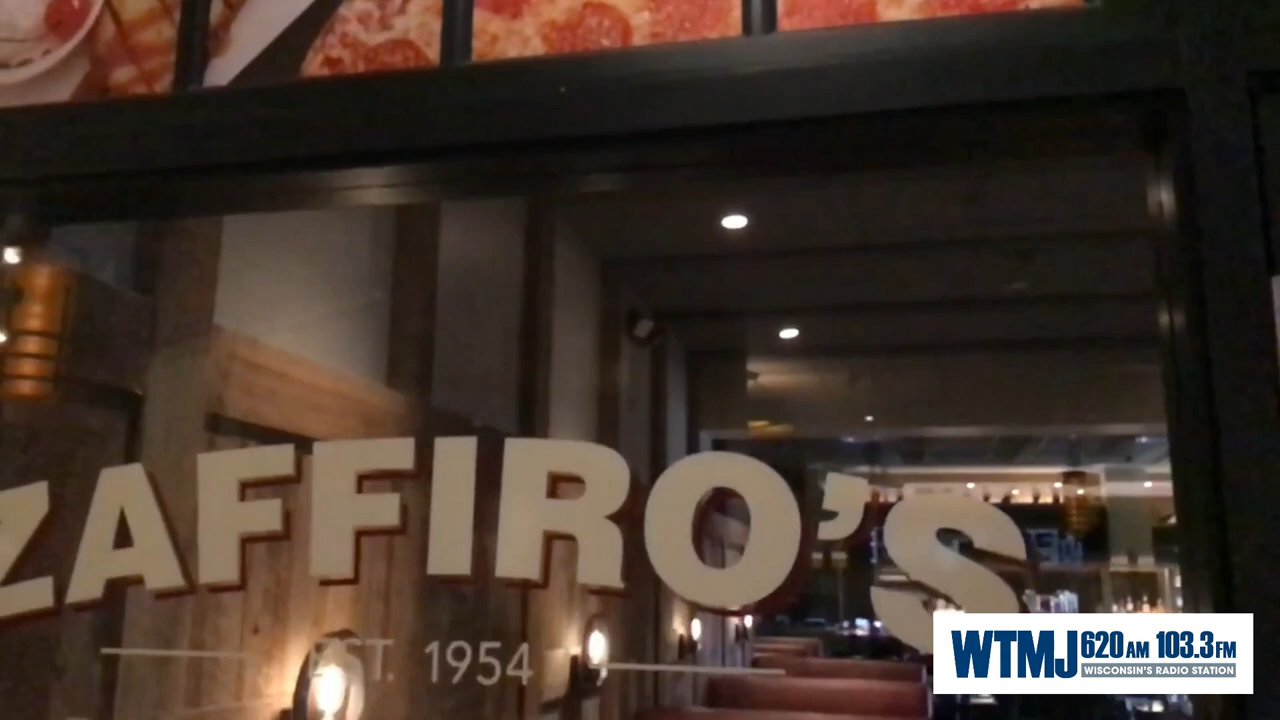 ZAFFIRO'S
EST. 1954
WTMJ 620 AM 103.3 FM
WISCONSIN'S RADIO STATION